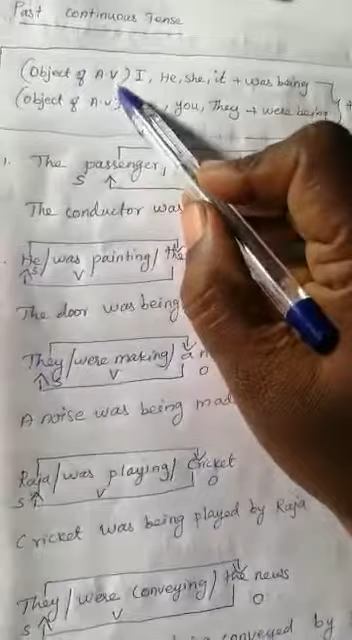 Past Continuous Tense
(Object of A.V) I, He, she, it + was being
(Object of A.V) , you, They → were being +
1. The passenger,
S
The conductor was
He/was painting/ the
S V
The door was being
They/were making/ a n
S V O
A noise was being mad
Raja/was playing/ Cricket
S V O
Cricket was being played by Raja
They/were conveying/ the news
S V O
conveyed by